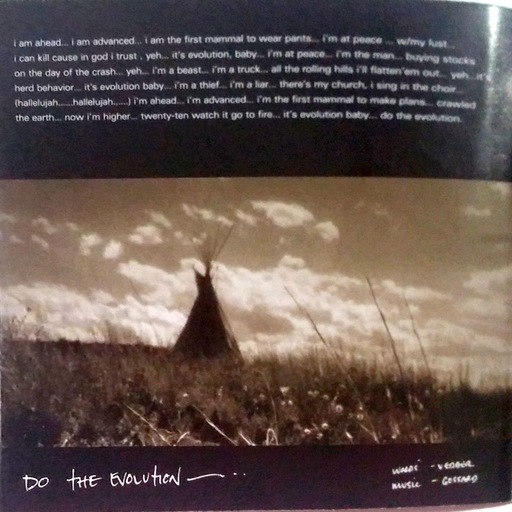 i am ahead... i am advanced... i am the first mammal to wear pants... i'm at peace ... w/my lust...
i can kill cause in god i trust , yeh... it's evolution, baby... i'm at peace... i'm the man... buying stocks
on the day of the crash... yeh... i'm a beast... i'm a truck... all the rolling hills i'll flatten'em out... yeh...it's
herd behavior... it's evolution baby... i'm a thief... i'm a liar... there's my church, i sing in the choir...
(hallelujah......hallelujah......) i'm ahead... i'm advanced... i'm the first mammal to make plans... crawled
the earth... now i'm higher... twenty-ten watch it go to fire... it's evolution baby... do the evolution.
DO THE EVOLUTION —...
WORDS - VEDDER
MUSIC - GOSSARD